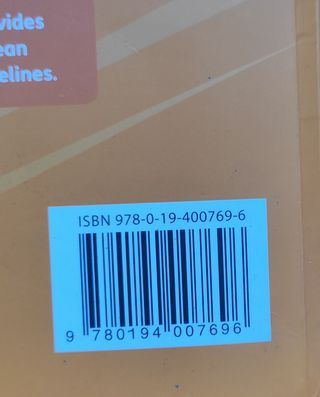 vides
ean
elines.
ISBN 978-0-19-400769-6
9 780194 007696